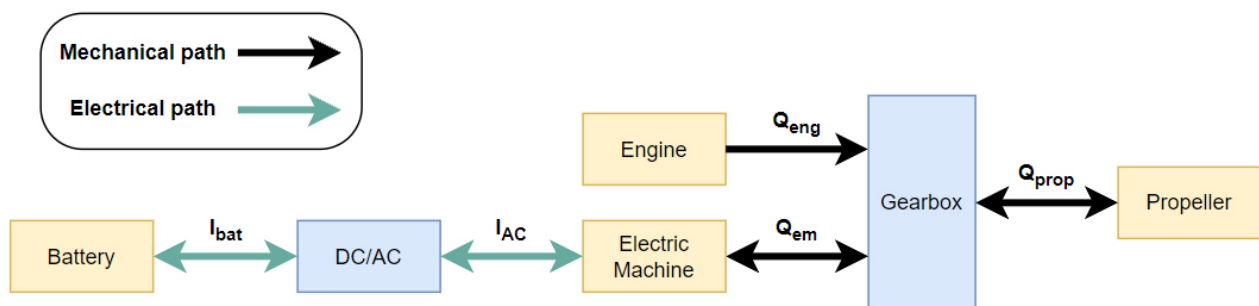 Mechanical path
Electrical path
Engine
Q_eng
Gearbox
Q_prop
Propeller
Battery
I_bat
DC/AC
I_AC
Electric
Machine
Q_em